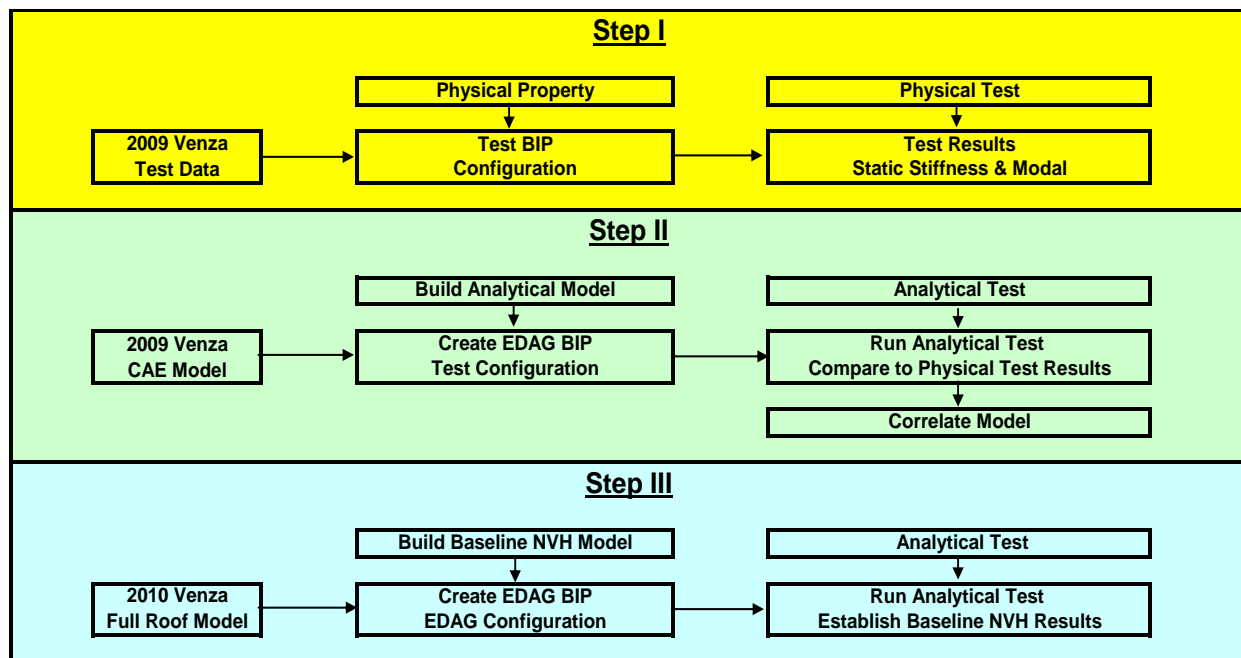 Step I
Physical Property
Physical Test
2009 Venza
Test Data
Test BIP
Configuration
Test Results
Static Stiffness & Modal
Step II
Build Analytical Model
Analytical Test
2009 Venza
CAE Model
Create EDAG BIP
Test Configuration
Run Analytical Test
Compare to Physical Test Results
Correlate Model
Step III
Build Baseline NVH Model
Analytical Test
2010 Venza
Full Roof Model
Create EDAG BIP
EDAG Configuration
Run Analytical Test
Establish Baseline NVH Results